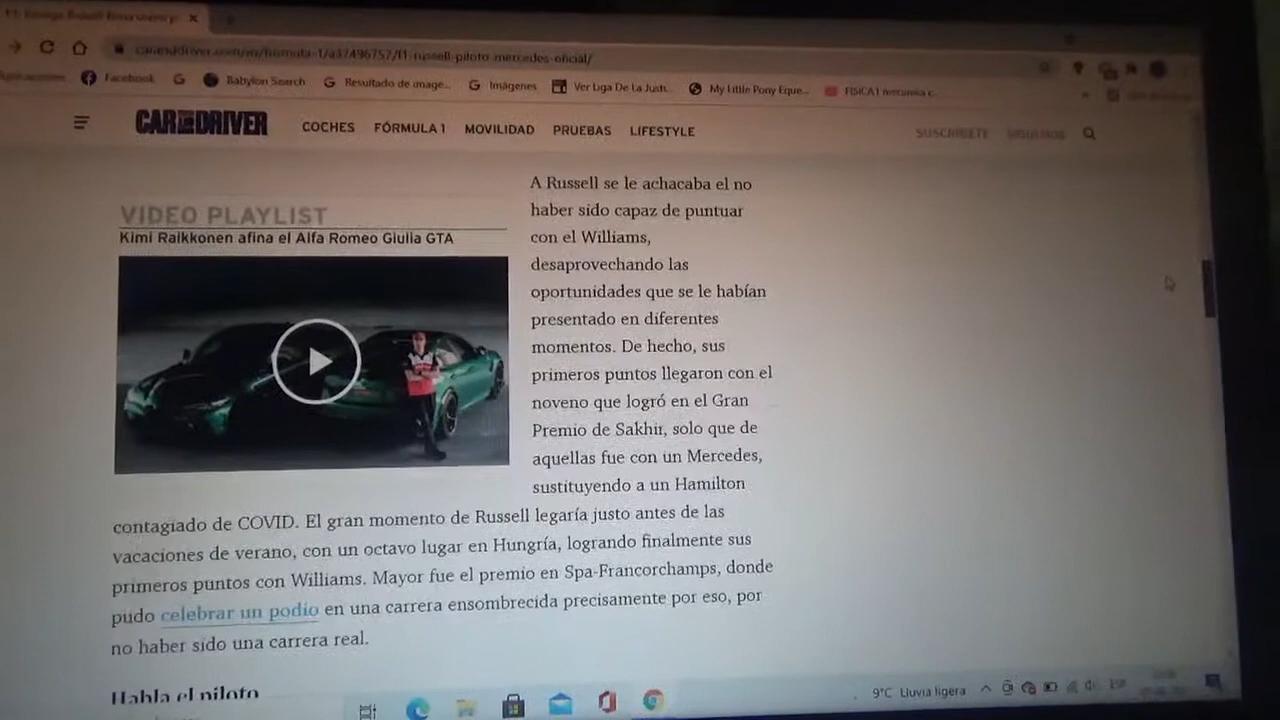 caranddriver.com/es/formula-1/a37496757/f1-russell-piloto-mercedes-oficial/
Facebook
Babylon Search
Resultado de image...
Imágenes
Ver Liga De La Justi...
My Little Pony Eque...
FISICA I mecanica c...
CAR AND DRIVER
COCHES
FÓRMULA 1
MOVILIDAD
PRUEBAS
LIFESTYLE
SUSCRÍBETE
SÍGUENOS
VIDEO PLAYLIST
Kimi Raikkonen afina el Alfa Romeo Giulia GTA
A Russell se le achacaba el no
haber sido capaz de puntuar
con el Williams,
desaprovechando las
oportunidades que se le habían
presentado en diferentes
momentos. De hecho, sus
primeros puntos llegaron con el
noveno que logró en el Gran
Premio de Sakhir, solo que de
aquellas fue con un Mercedes,
sustituyendo a un Hamilton
contagiado de COVID. El gran momento de Russell legaría justo antes de las
vacaciones de verano, con un octavo lugar en Hungría, logrando finalmente sus
primeros puntos con Williams. Mayor fue el premio en Spa-Francorchamps, donde
pudo celebrar un podio en una carrera ensombrecida precisamente por eso, por
no haber sido una carrera real.
Habla el piloto
9°C Lluvia ligera
ESP